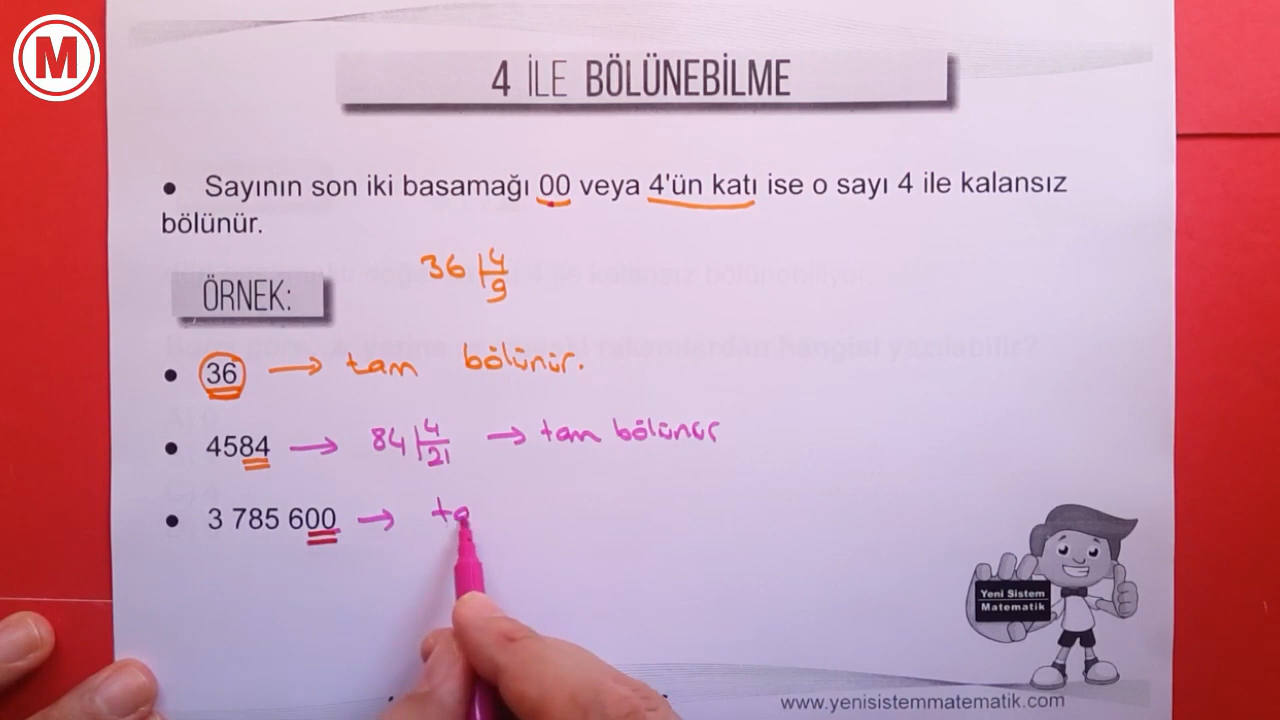 M
4 İLE BÖLÜNEBİLME
• Sayının son iki basamağı 00 veya 4'ün katı ise o sayı 4 ile kalansız
bölünür.
36 4
9
ÖRNEK:
• 36 → tam bölünür.
• 4584 → 84 4 → tam bölünür
21
• 3 785 600 → ta
Yeni Sistem
Matematik
www.yenisistemmatematik.com